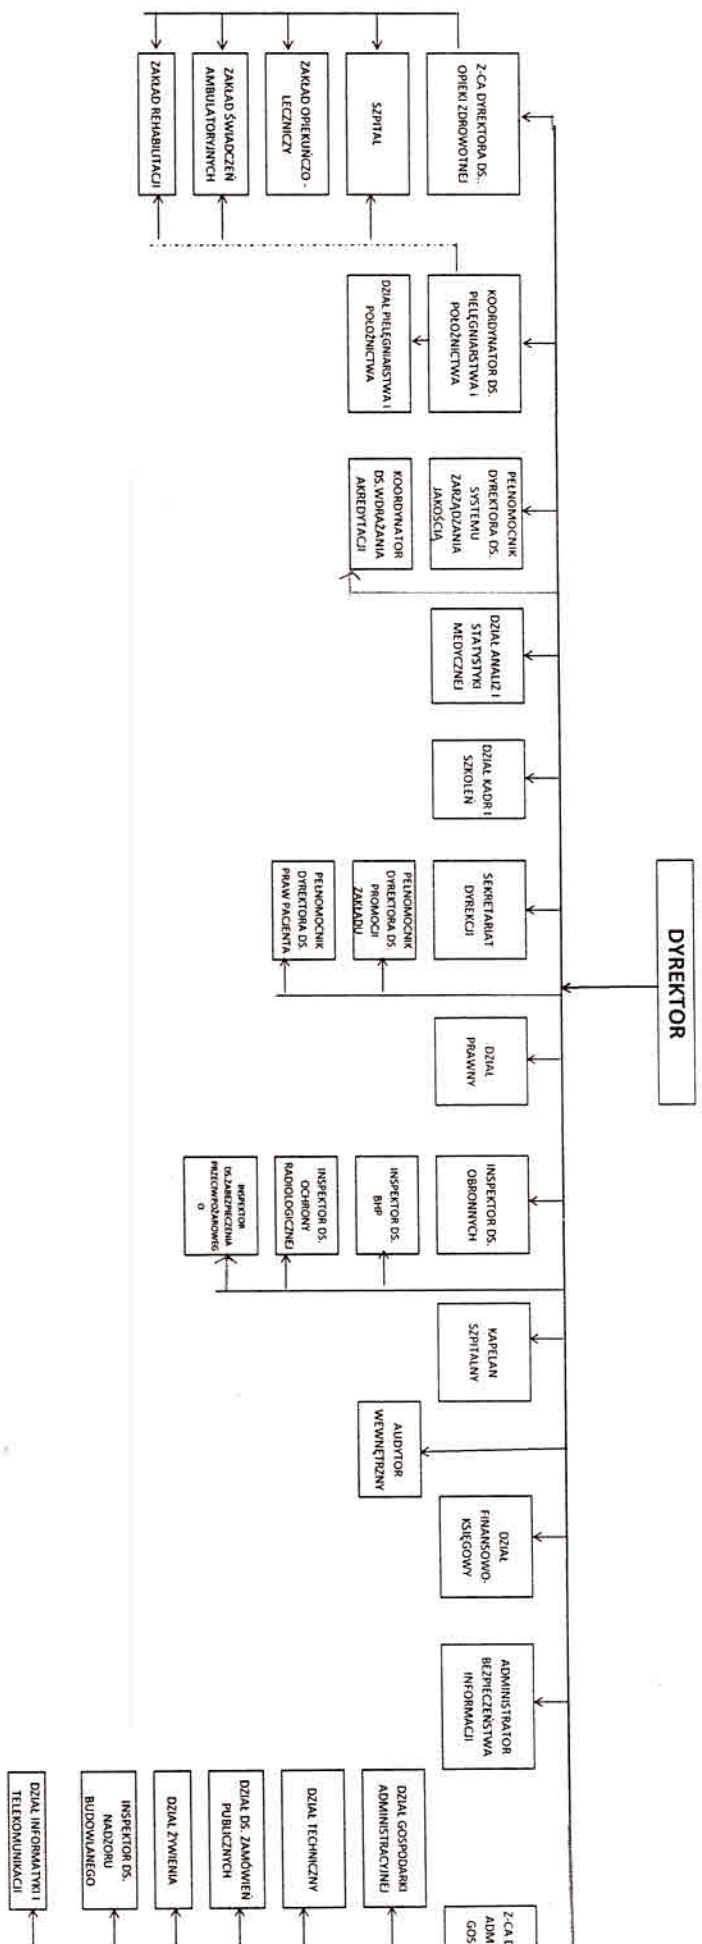 DYREKTOR
Z-CA DYREKTORA DS..
OPIEKI ZDROWOTNEJ
SZPITAL
ZAKŁAD OPIEKUŃCZO -
LECZNICZY
ZAKŁAD ŚWIADCZEŃ
AMBULATORYJNYCH
ZAKŁAD REHABILITACJI
KOORDYNATOR DS.
PIELĘGNIARSTWA I
POŁOŻNICTWA
DZIAŁ PIELĘGNIARSTWA I
POŁOŻNICTWA
PEŁNOMOCNIK
DYREKTORA DS.
SYSTEMU
ZARZĄDZANIA
JAKOŚCIĄ
KOORDYNATOR
DS.WDRAŻANIA
AKREDYTACJI
DZIAŁ ANALIZ I
STATYSTYKI
MEDYCZNEJ
DZIAŁ KADR I
SZKOLEŃ
SEKRETARIAT
DYREKCJI
PEŁNOMOCNIK
DYREKTORA DS.
PROMOCJI
ZAKŁADU
PEŁNOMOCNIK
DYREKTORA DS.
PRAW PACJENTA
DZIAŁ
PRAWNY
INSPEKTOR DS.
OBRONNYCH
INSPEKTOR DS.
BHP
INSPEKTOR DS.
OCHRONY
RADIOLOGICZNEJ
INSPEKTOR
DS.ZABEZPIECZENIA
PRZECIWPOŻAROWEG
O
KAPELAN
SZPITALNY
AUDYTOR
WEWNĘTRZNY
DZIAŁ
FINANSOWO-
KSIĘGOWY
ADMINISTRATOR
BEZPIECZEŃSTWA
INFORMACJI
Z-CA D
ADM
GOS
DZIAŁ GOSPODARKI
ADMINISTRACYJNEJ
DZIAŁ TECHNICZNY
DZIAŁ DS. ZAMÓWIEŃ
PUBLICZNYCH
DZIAŁ ŻYWIENIA
INSPEKTOR DS.
NADZORU
BUDOWLANEGO
DZIAŁ INFORMATYKI I
TELEKOMUNIKACJI